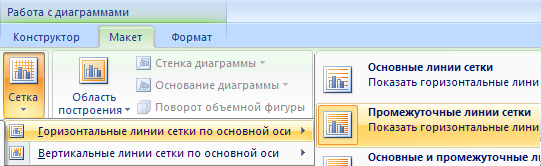 Работа с диаграммами
Конструктор Макет Формат
Сетка
Область построения
Стенка диаграммы
Основание диаграммы
Поворот объемной фигуры
Горизонтальные линии сетки по основной оси
Вертикальные линии сетки по основной оси
Основные линии сетки
Показать горизонтальные лини
Промежуточные линии сетки
Показать горизонтальные лини
Основные и промежуточные л